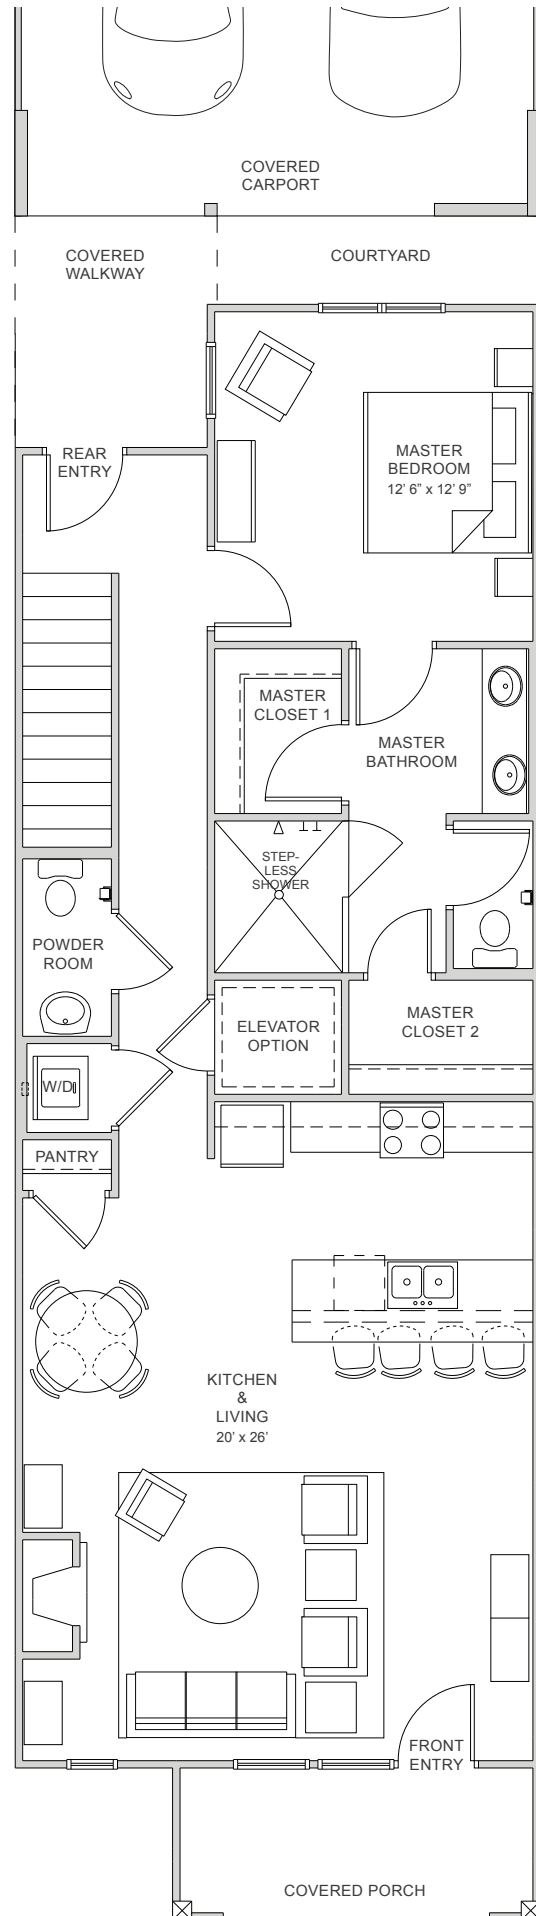 COVERED
CARPORT
COVERED
WALKWAY
COURTYARD
REAR
ENTRY
MASTER
BEDROOM
12' 6” x 12' 9”
MASTER
CLOSET 1
MASTER
BATHROOM
STEP-
LESS
SHOWER
POWDER
ROOM
ELEVATOR
OPTION
MASTER
CLOSET 2
W/D
PANTRY
KITCHEN
&
LIVING
20' x 26'
FRONT
ENTRY
COVERED PORCH